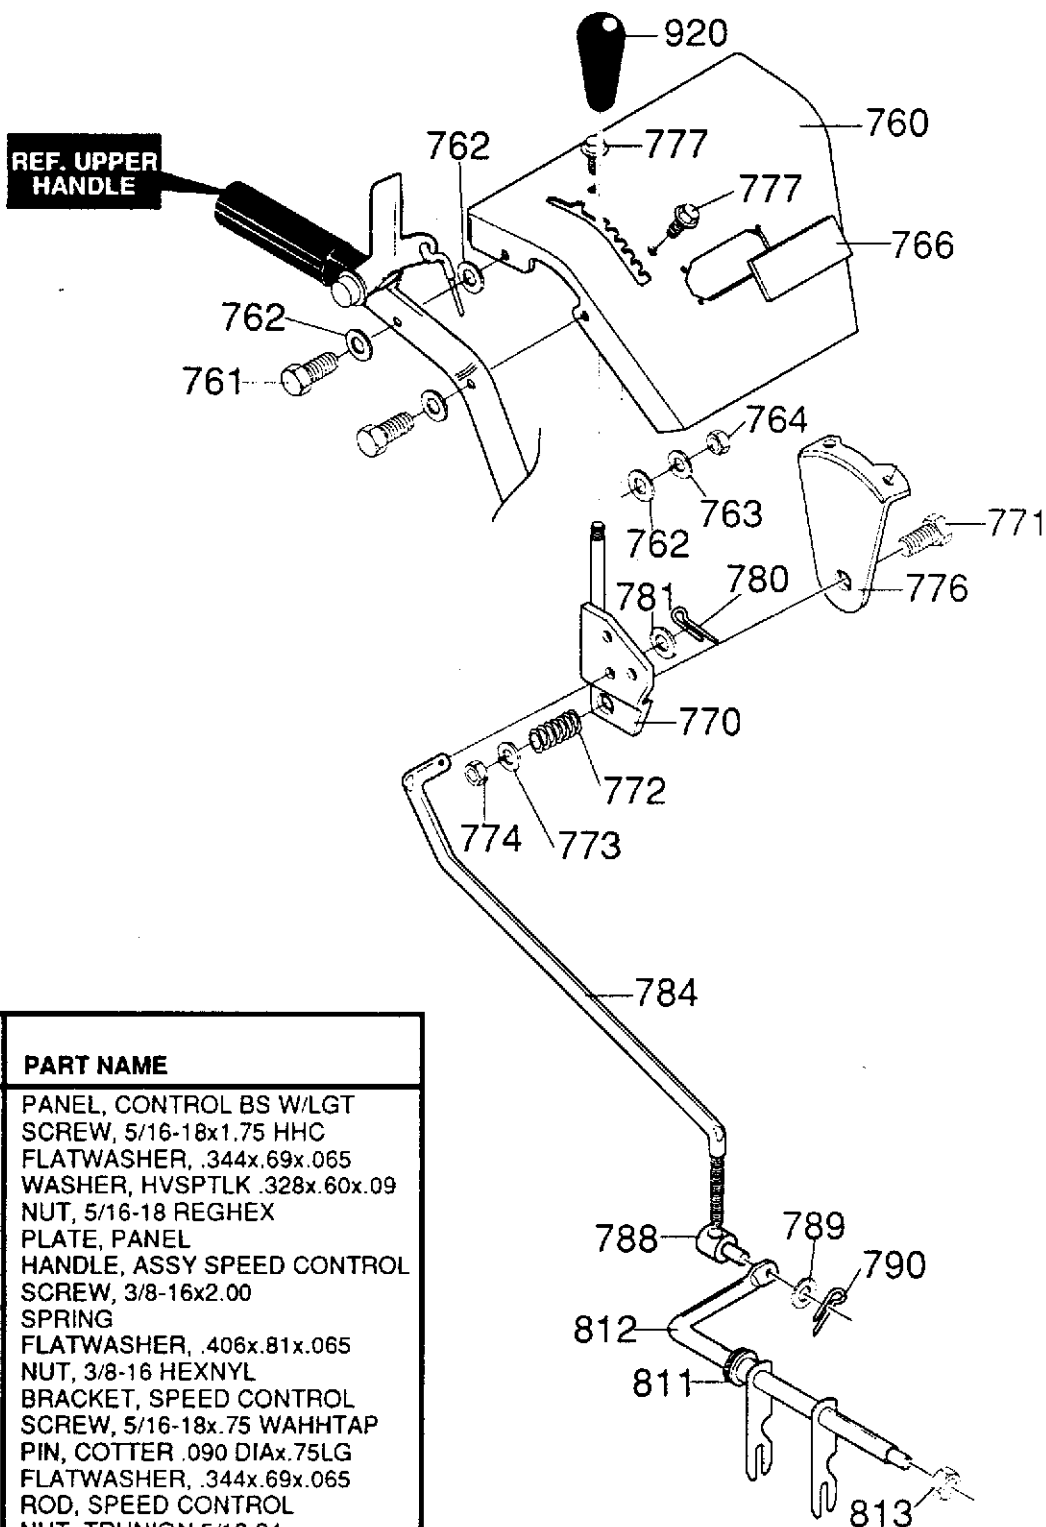 920
760
REF. UPPER
HANDLE
762
777
777
766
762
761
764
763
762
771
776
780
781
770
772
774
773
784
788
789
790
812
811
813
PART NAME
PANEL, CONTROL BS W/LGT
SCREW, 5/16-18x1.75 HHC
FLATWASHER, .344x.69x.065
WASHER, HVSPTLK .328x.60x.09
NUT, 5/16-18 REGHEX
PLATE, PANEL
HANDLE, ASSY SPEED CONTROL
SCREW, 3/8-16x2.00
SPRING
FLATWASHER, .406x.81x.065
NUT, 3/8-16 HEXNYL
BRACKET, SPEED CONTROL
SCREW, 5/16-18x.75 WAHHTAP
PIN, COTTER .090 DIAx.75LG
FLATWASHER, .344x.69x.065
ROD, SPEED CONTROL